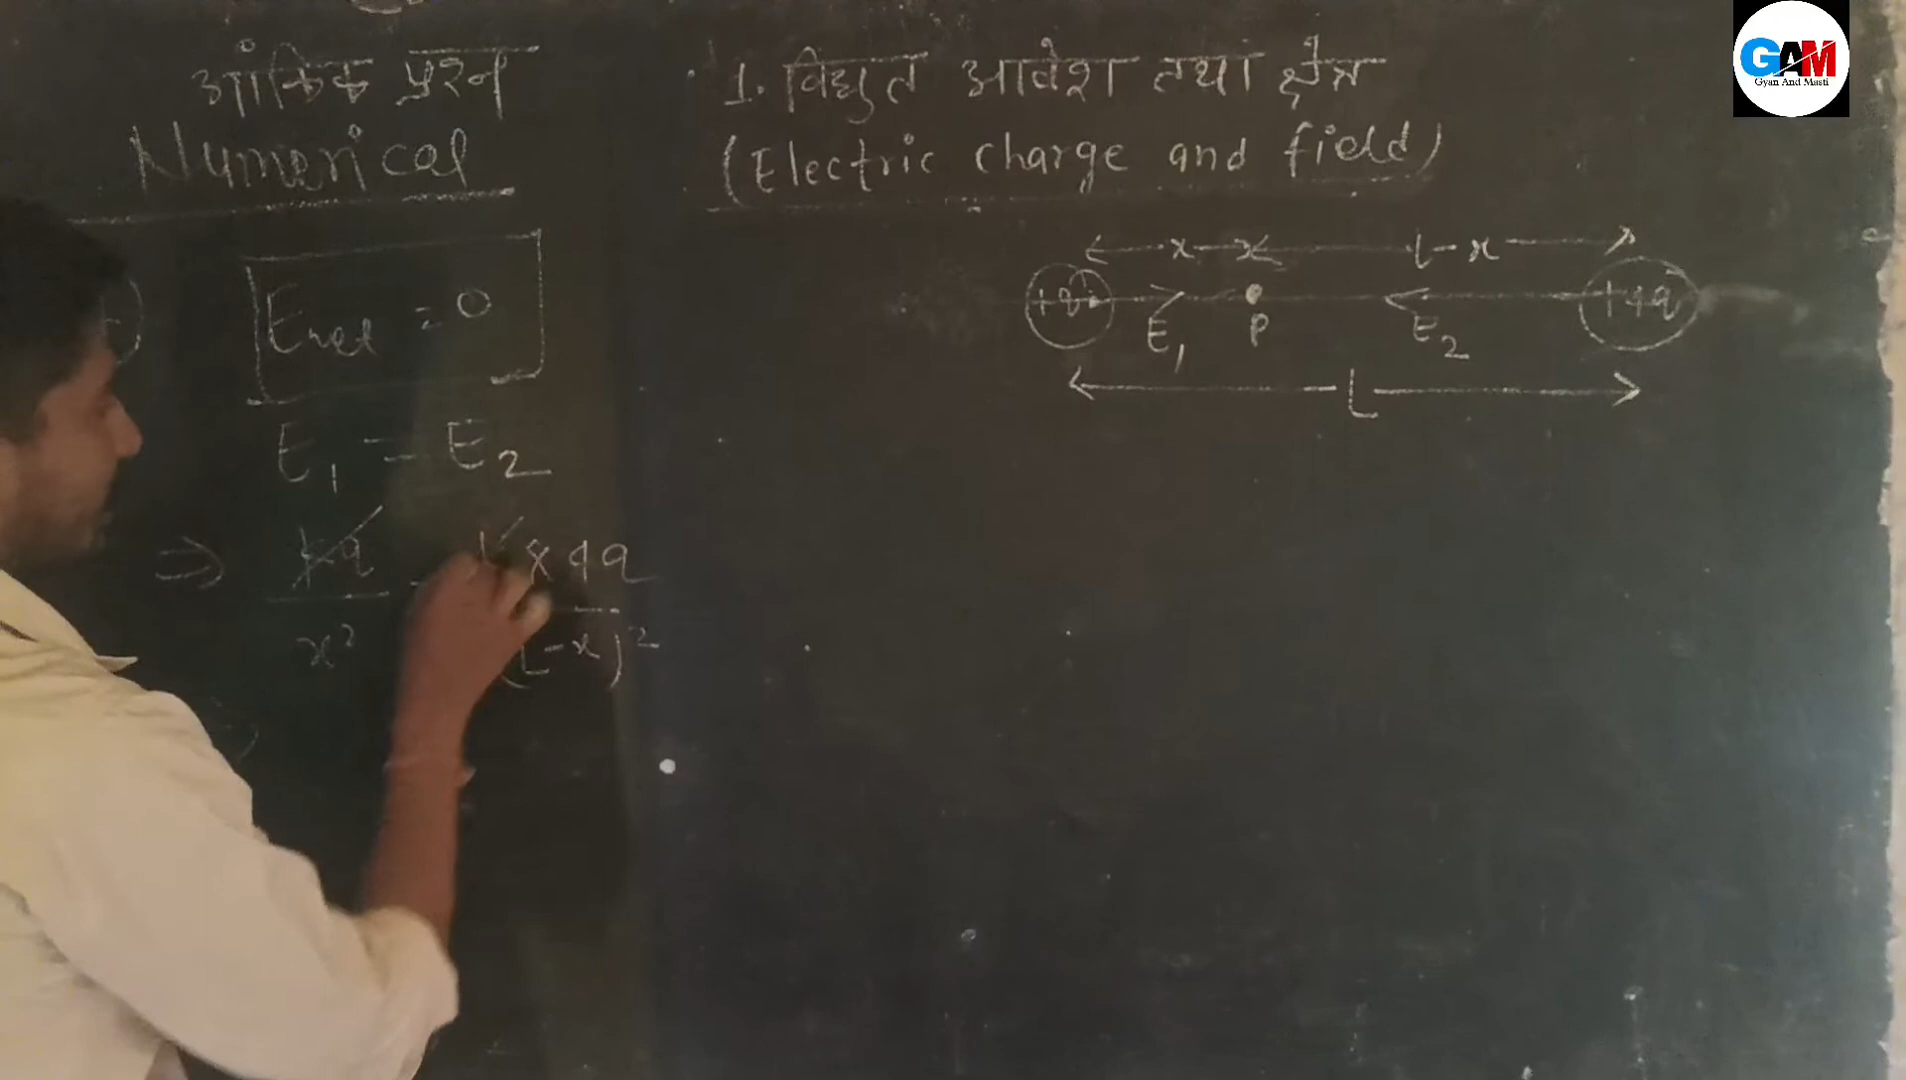 आंकिक प्रश्न
Numerical
1. विद्युत आवेश तथा क्षेत्र
(Electric charge and field)
GAM
Gyan And Masti
x L-x
+q +4q
E1 P E2
L
Enet = 0
E1 = E2
⇒ kq k×4q
x² (L-x)²